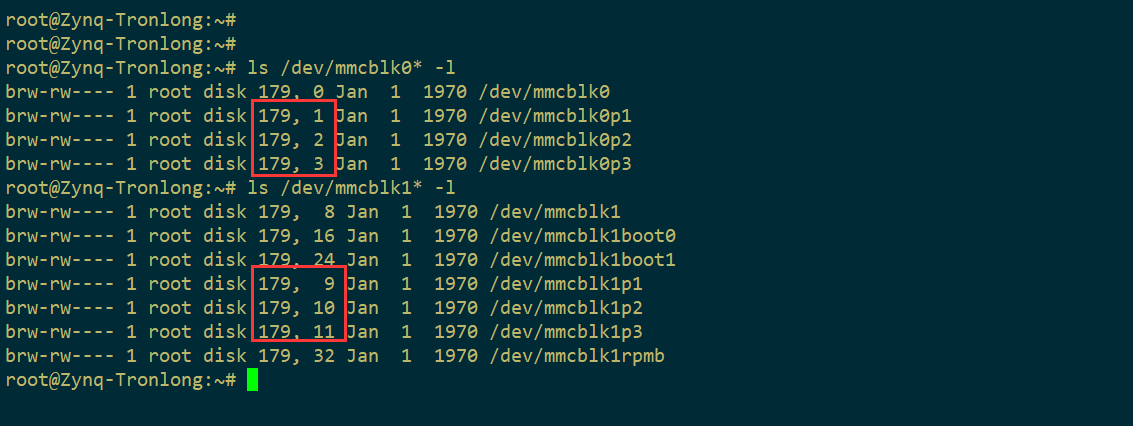 root@Zynq-Tronlong:~#
root@Zynq-Tronlong:~#
root@Zynq-Tronlong:~# ls /dev/mmcblk0* -l
brw-rw---- 1 root disk 179, 0 Jan  1  1970 /dev/mmcblk0
brw-rw---- 1 root disk 179, 1 Jan  1  1970 /dev/mmcblk0p1
brw-rw---- 1 root disk 179, 2 Jan  1  1970 /dev/mmcblk0p2
brw-rw---- 1 root disk 179, 3 Jan  1  1970 /dev/mmcblk0p3
root@Zynq-Tronlong:~# ls /dev/mmcblk1* -l
brw-rw---- 1 root disk 179,  8 Jan  1  1970 /dev/mmcblk1
brw-rw---- 1 root disk 179, 16 Jan  1  1970 /dev/mmcblk1boot0
brw-rw---- 1 root disk 179, 24 Jan  1  1970 /dev/mmcblk1boot1
brw-rw---- 1 root disk 179,  9 Jan  1  1970 /dev/mmcblk1p1
brw-rw---- 1 root disk 179, 10 Jan  1  1970 /dev/mmcblk1p2
brw-rw---- 1 root disk 179, 11 Jan  1  1970 /dev/mmcblk1p3
brw-rw---- 1 root disk 179, 32 Jan  1  1970 /dev/mmcblk1rpmb
root@Zynq-Tronlong:~#